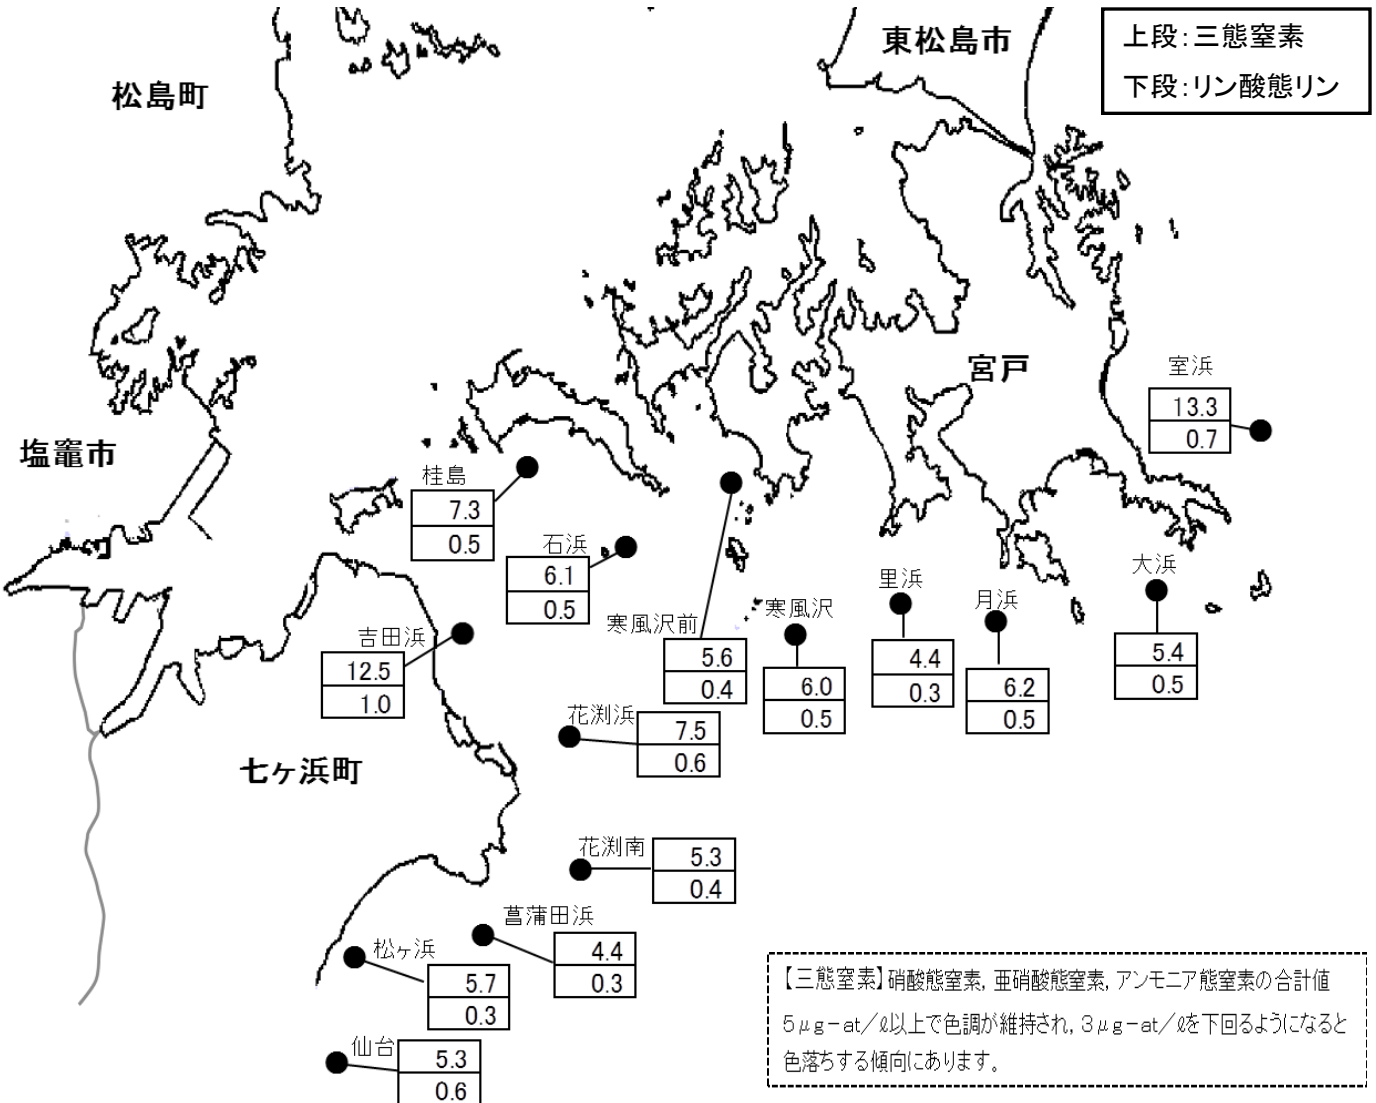 東松島市
上段：三態窒素
下段：リン酸態リン
松島町
宮戸
室浜
13.3
0.7
塩竈市
桂島
7.3
0.5
石浜
6.1
0.5
大浜
5.4
0.5
里浜
4.4
0.3
月浜
6.2
0.5
寒風沢
6.0
0.5
寒風沢前
5.6
0.4
吉田浜
12.5
1.0
花渕浜
7.5
0.6
七ヶ浜町
花渕南
5.3
0.4
菖蒲田浜
4.4
0.3
松ヶ浜
5.7
0.3
仙台
5.3
0.6
【三態窒素】硝酸態窒素，亜硝酸態窒素，アンモニア態窒素の合計値
5μg－at／ℓ以上で色調が維持され，3μg－at／ℓを下回るようになると
色落ちする傾向にあります。